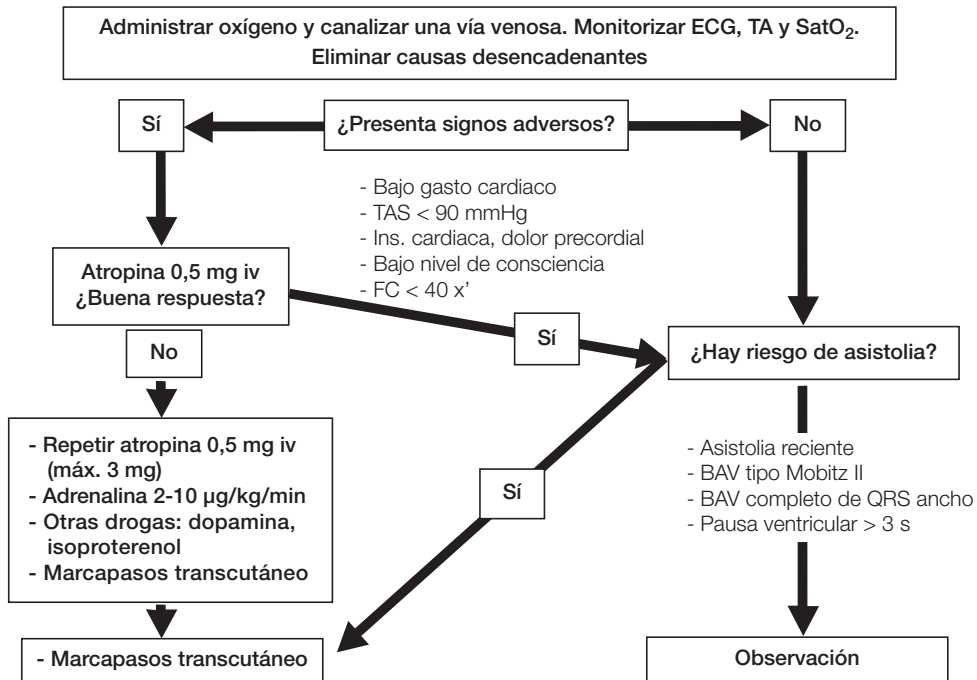 Administrar oxígeno y canalizar una vía venosa. Monitorizar ECG, TA y SatO₂.
Eliminar causas desencadenantes
Sí
¿Presenta signos adversos?
No
- Bajo gasto cardiaco
- TAS < 90 mmHg
- Ins. cardiaca, dolor precordial
- Bajo nivel de consciencia
- FC < 40 x’
Atropina 0,5 mg iv
¿Buena respuesta?
Sí
¿Hay riesgo de asistolia?
No
- Repetir atropina 0,5 mg iv
(máx. 3 mg)
- Adrenalina 2-10 µg/kg/min
- Otras drogas: dopamina,
isoproterenol
- Marcapasos transcutáneo
Sí
- Asistolia reciente
- BAV tipo Mobitz II
- BAV completo de QRS ancho
- Pausa ventricular > 3 s
- Marcapasos transcutáneo
Observación